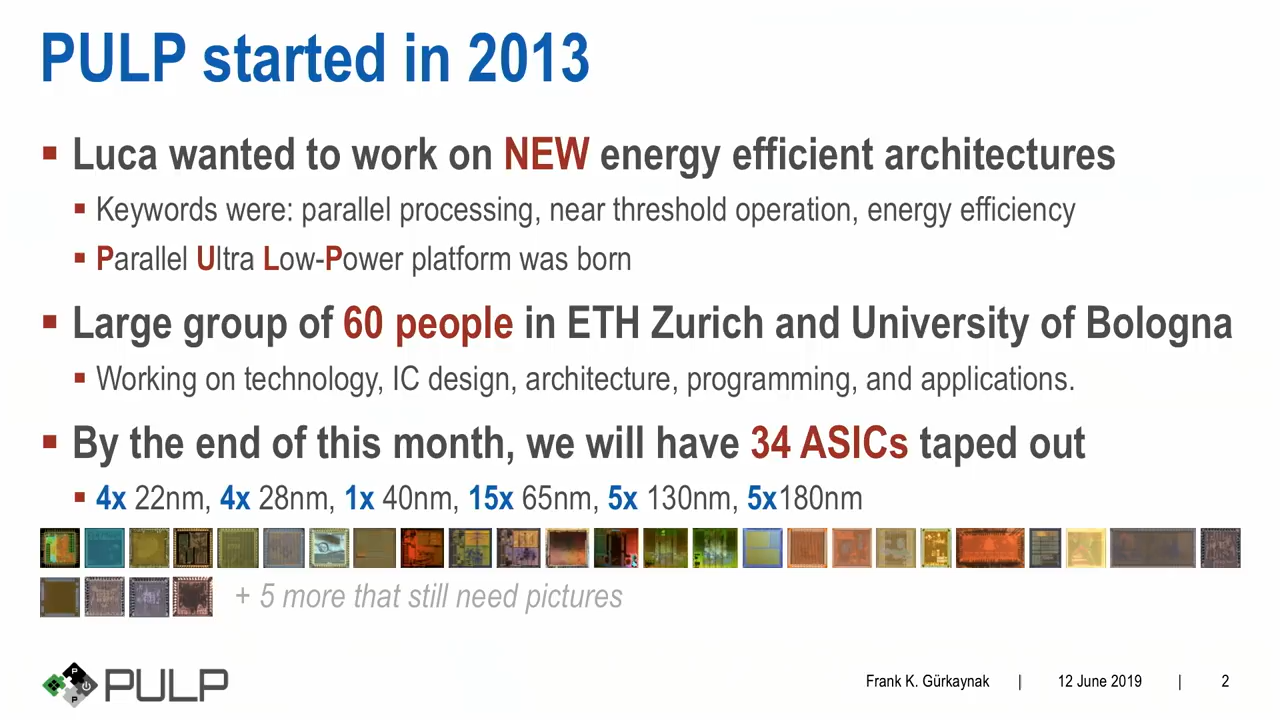 PULP started in 2013
▪ Luca wanted to work on NEW energy efficient architectures
▪ Keywords were: parallel processing, near threshold operation, energy efficiency
▪ Parallel Ultra Low-Power platform was born
▪ Large group of 60 people in ETH Zurich and University of Bologna
▪ Working on technology, IC design, architecture, programming, and applications.
▪ By the end of this month, we will have 34 ASICs taped out
▪ 4x 22nm, 4x 28nm, 1x 40nm, 15x 65nm, 5x 130nm, 5x180nm
+ 5 more that still need pictures
PULP
Frank K. Gürkaynak | 12 June 2019 | 2